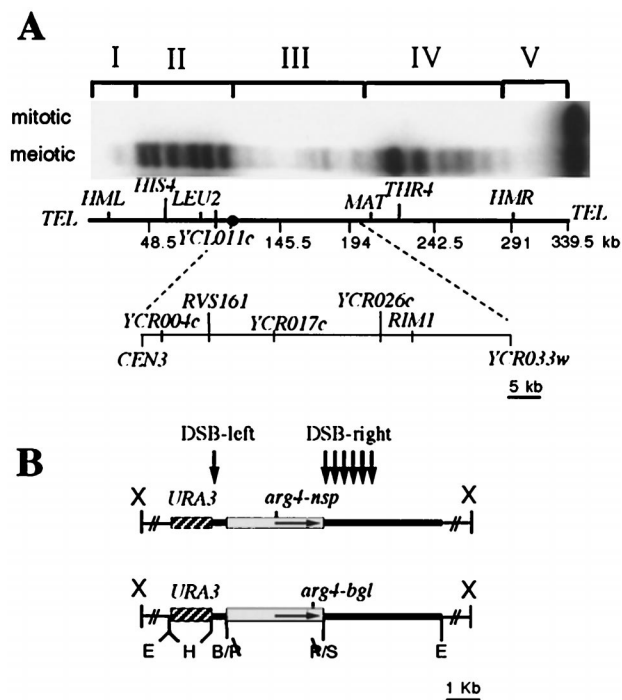 A
I II III IV V
mitotic
meiotic
HIS4 THR4
HML LEU2 MAT HMR
TEL TEL
YCL011c
48.5 145.5 194 242.5 291 339.5 kb
RVS161 YCR026c
YCR004c YCR017c RIM1
CEN3 YCR033w
5 kb
DSB-left DSB-right
B
X URA3 arg4-nsp X
X URA3 arg4-bgl X
E H B/R R/S E
1 Kb